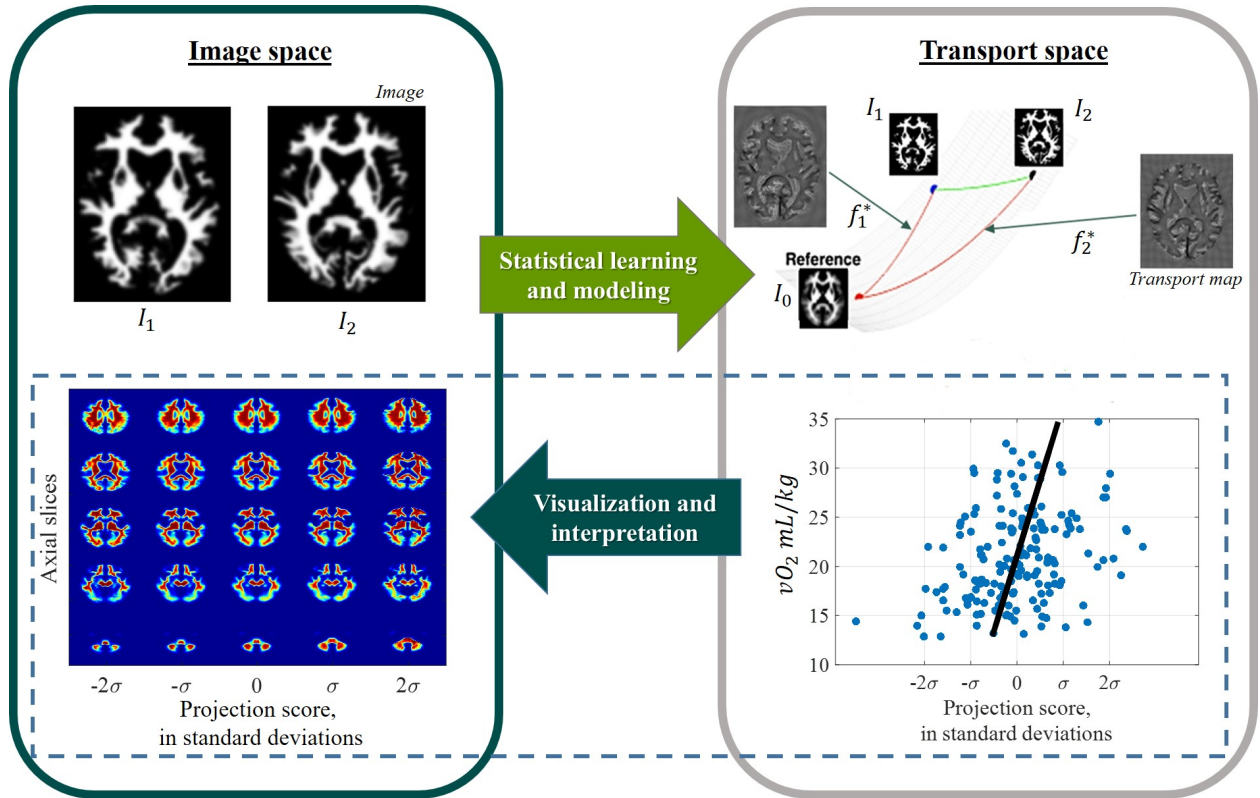 Image space
Image
I₁
I₂
Statistical learning
and modeling
Transport space
I₁
I₂
f₁*
f₂*
Reference
I₀
Transport map
Axial slices
-2σ -σ 0 σ 2σ
Projection score,
in standard deviations
Visualization and
interpretation
vO₂ mL/kg
35
30
25
20
15
10
-2σ -σ 0 σ 2σ
Projection score,
in standard deviations